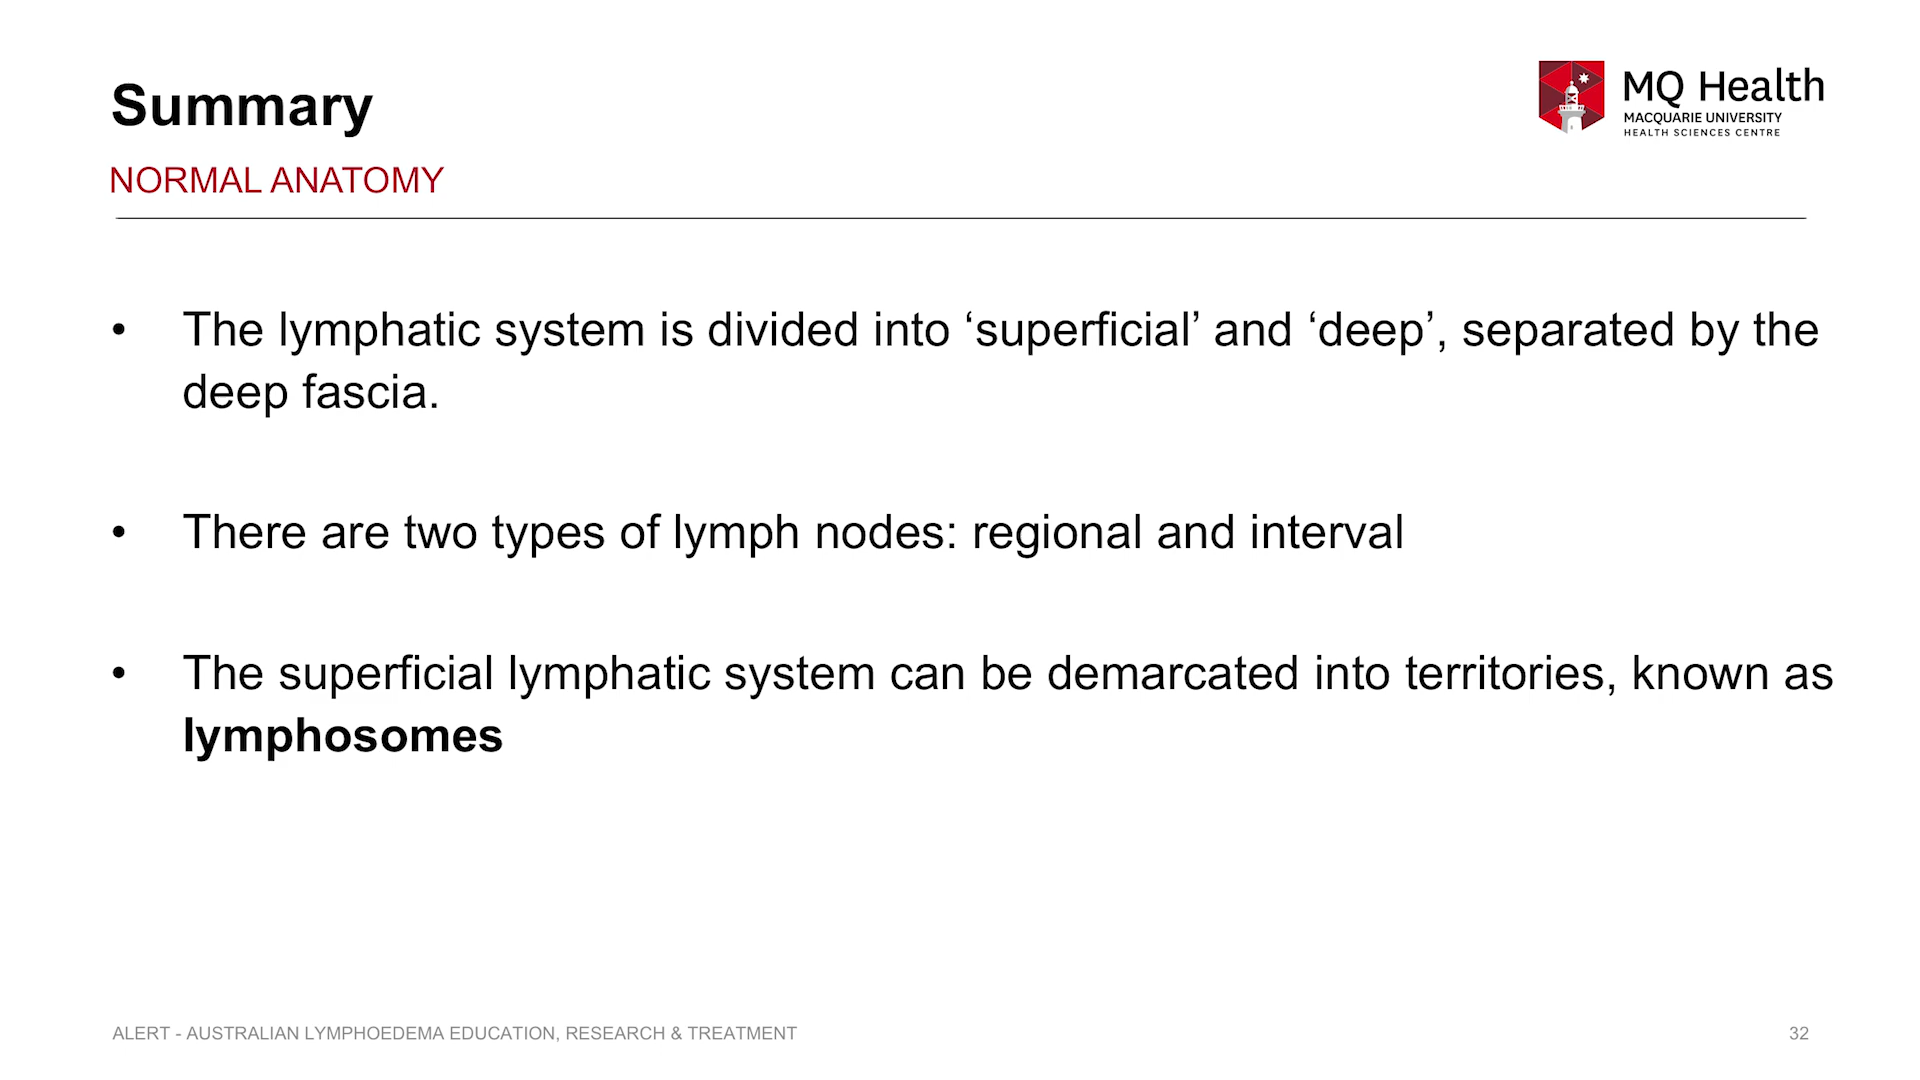 Summary
MQ Health
MACQUARIE UNIVERSITY
HEALTH SCIENCES CENTRE
NORMAL ANATOMY
• The lymphatic system is divided into ‘superficial’ and ‘deep’, separated by the
deep fascia.
• There are two types of lymph nodes: regional and interval
• The superficial lymphatic system can be demarcated into territories, known as
lymphosomes
ALERT - AUSTRALIAN LYMPHOEDEMA EDUCATION, RESEARCH & TREATMENT
32